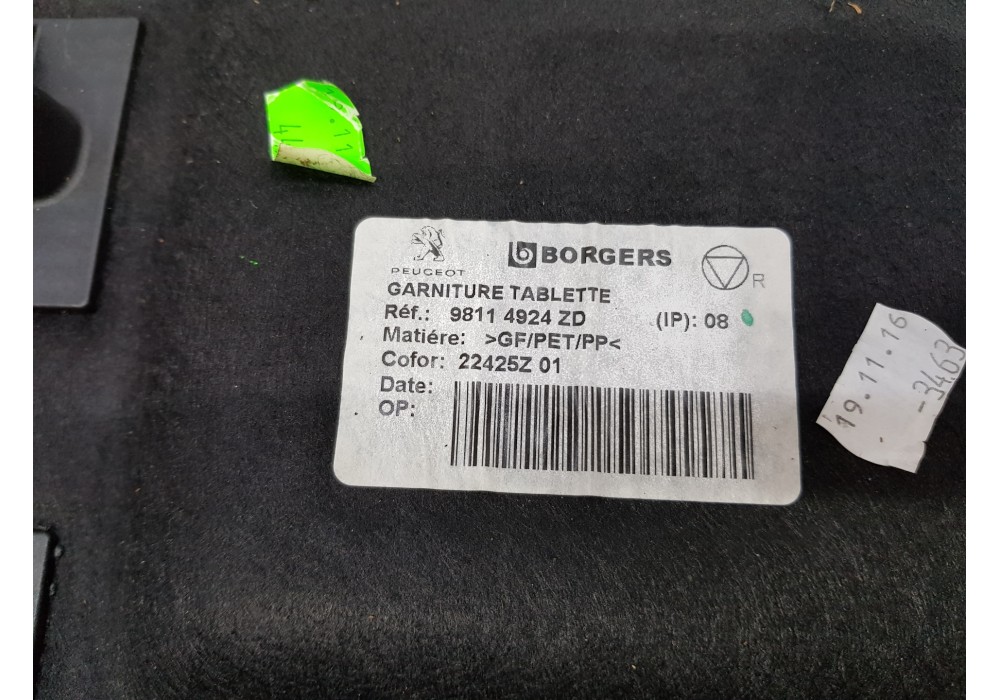 PEUGEOT
BORGERS
R
GARNITURE TABLETTE
Réf.: 9811 4924 ZD (IP): 08
Matiére: >GF/PET/PP<
Cofor: 22425Z 01
Date:
OP:
19.11.16
-3463